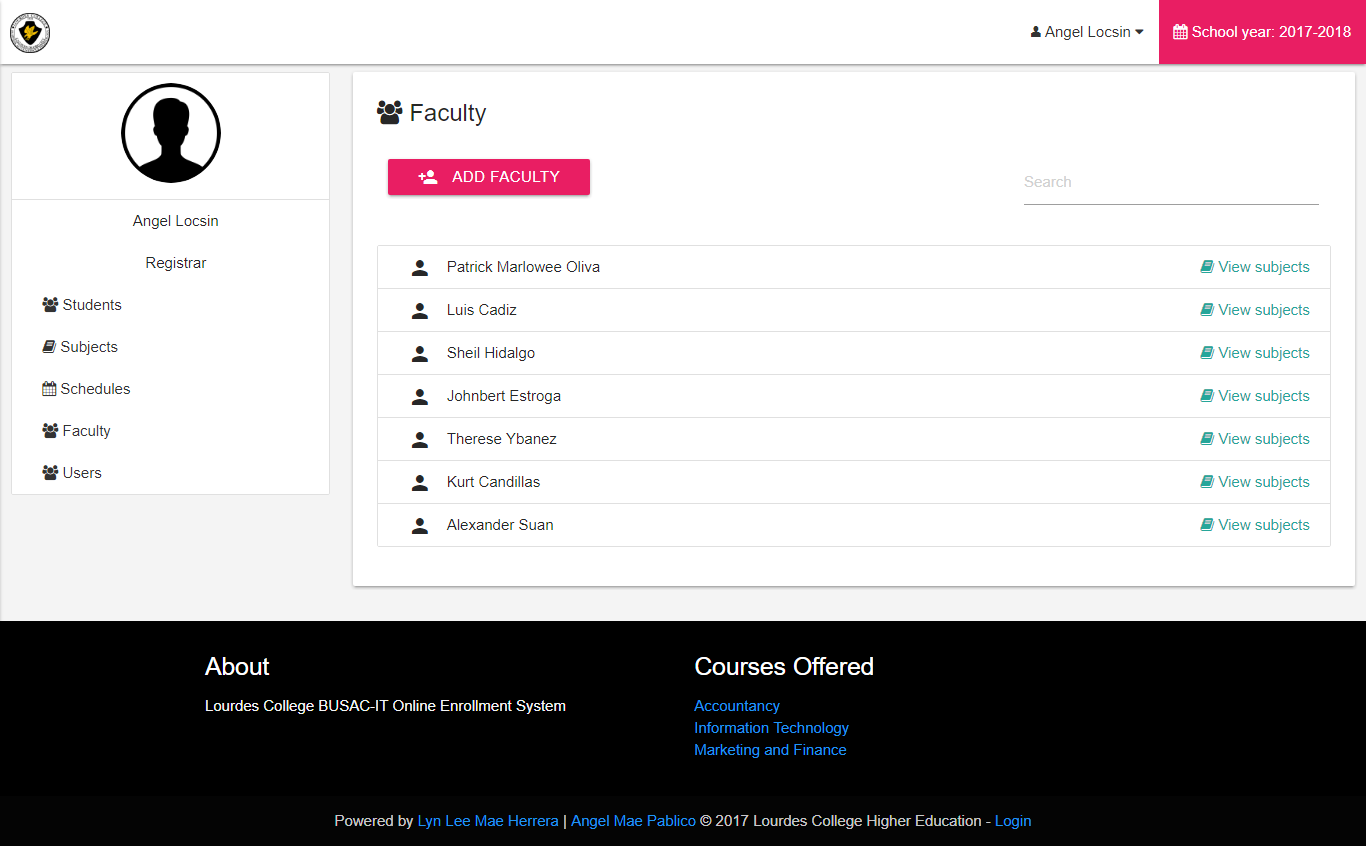 Angel Locsin
School year: 2017-2018
Angel Locsin
Registrar
Students
Subjects
Schedules
Faculty
Users
Faculty
ADD FACULTY
Search
Patrick Marlowee Oliva View subjects
Luis Cadiz View subjects
Sheil Hidalgo View subjects
Johnbert Estroga View subjects
Therese Ybanez View subjects
Kurt Candillas View subjects
Alexander Suan View subjects
About
Lourdes College BUSAC-IT Online Enrollment System
Courses Offered
Accountancy
Information Technology
Marketing and Finance
Powered by Lyn Lee Mae Herrera | Angel Mae Pablico © 2017 Lourdes College Higher Education - Login